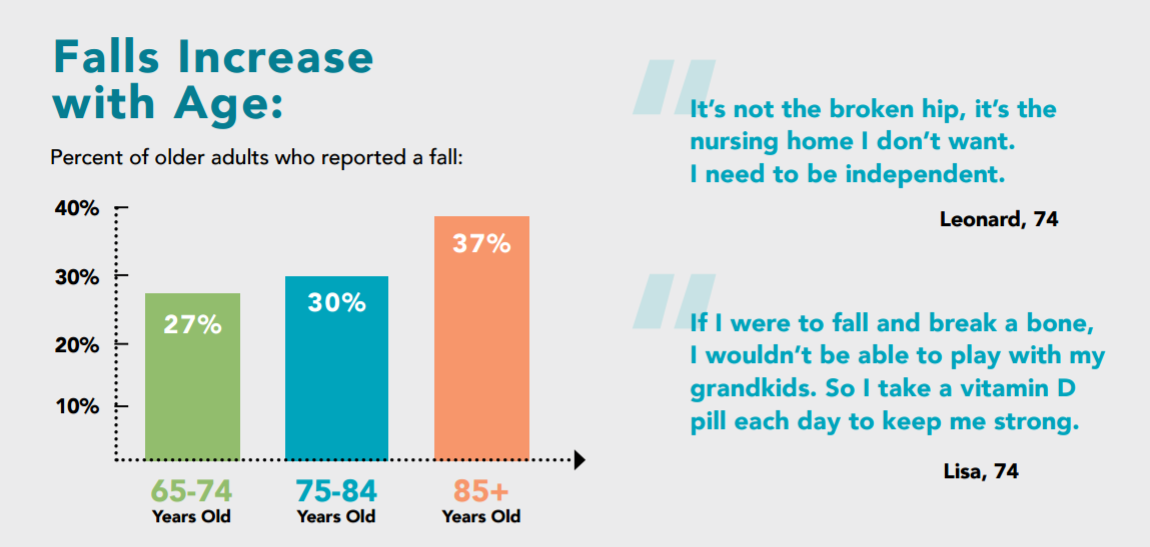 Falls Increase
with Age:
Percent of older adults who reported a fall:
40%
30%
20%
10%
27%
30%
37%
65-74
Years Old
75-84
Years Old
85+
Years Old
It’s not the broken hip, it’s the
nursing home I don’t want.
I need to be independent.
Leonard, 74
If I were to fall and break a bone,
I wouldn’t be able to play with my
grandkids. So I take a vitamin D
pill each day to keep me strong.
Lisa, 74